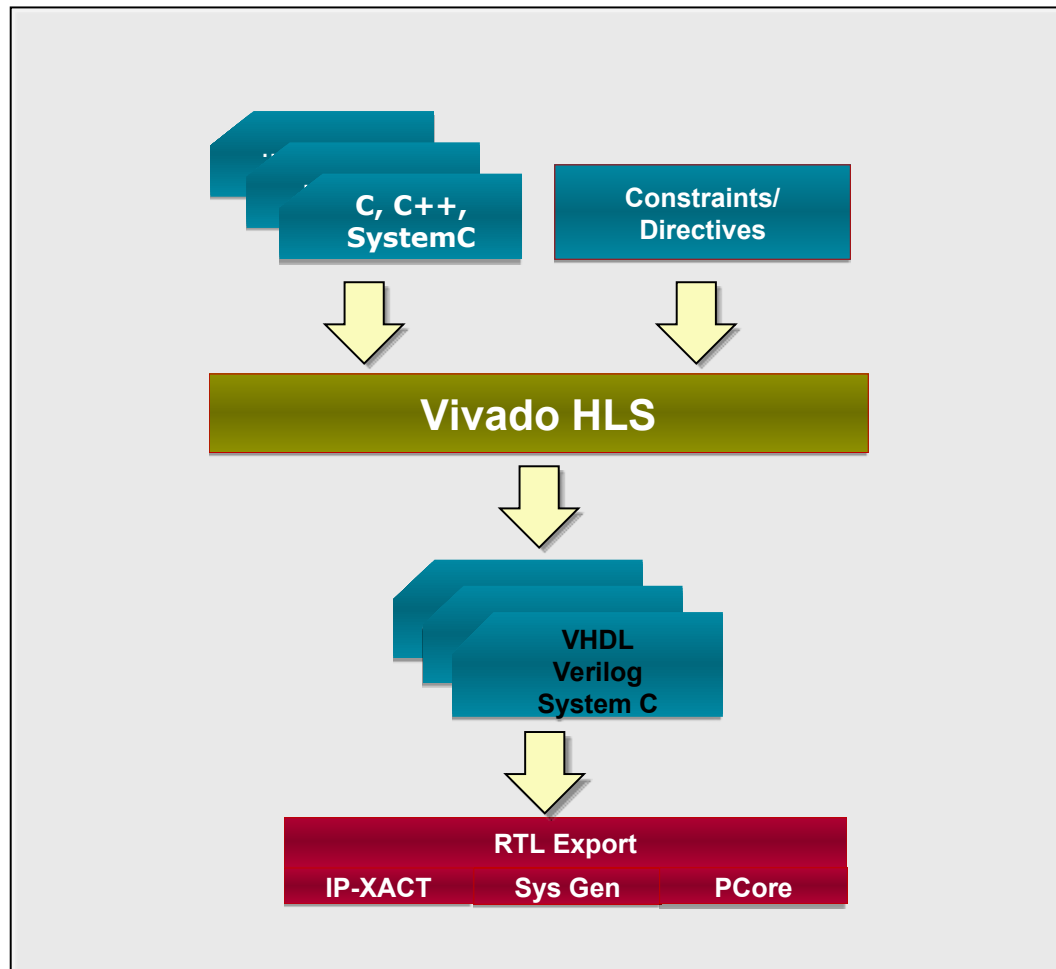 C, C++,
SystemC
Constraints/
Directives
Vivado HLS
VHDL
Verilog
System C
RTL Export
IP-XACT
Sys Gen
PCore